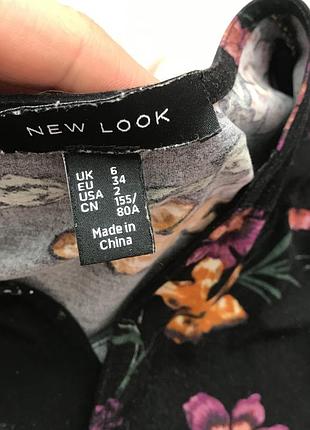 NEW LOOK
UK 6
EU 34
USA 2
CN 155/
80A
Made in
China